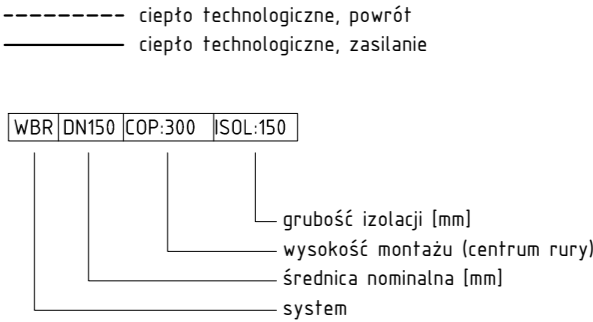 ciepło technologiczne, powrót
ciepło technologiczne, zasilanie
WBR DN150 COP:300 ISOL:150
grubość izolacji [mm]
wysokość montażu (centrum rury)
średnica nominalna [mm]
system